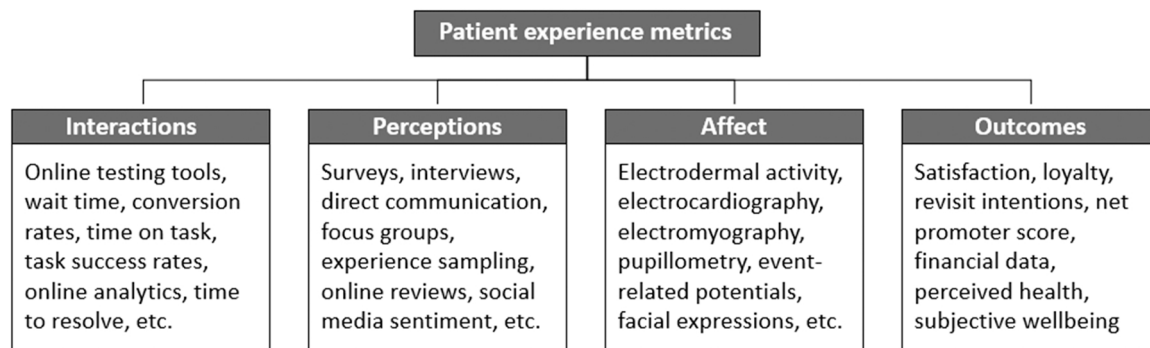 Patient experience metrics
Interactions
Online testing tools,
wait time, conversion
rates, time on task,
task success rates,
online analytics, time
to resolve, etc.
Perceptions
Surveys, interviews,
direct communication,
focus groups,
experience sampling,
online reviews, social
media sentiment, etc.
Affect
Electrodermal activity,
electrocardiography,
electromyography,
pupillometry, event-
related potentials,
facial expressions, etc.
Outcomes
Satisfaction, loyalty,
revisit intentions, net
promoter score,
financial data,
perceived health,
subjective wellbeing